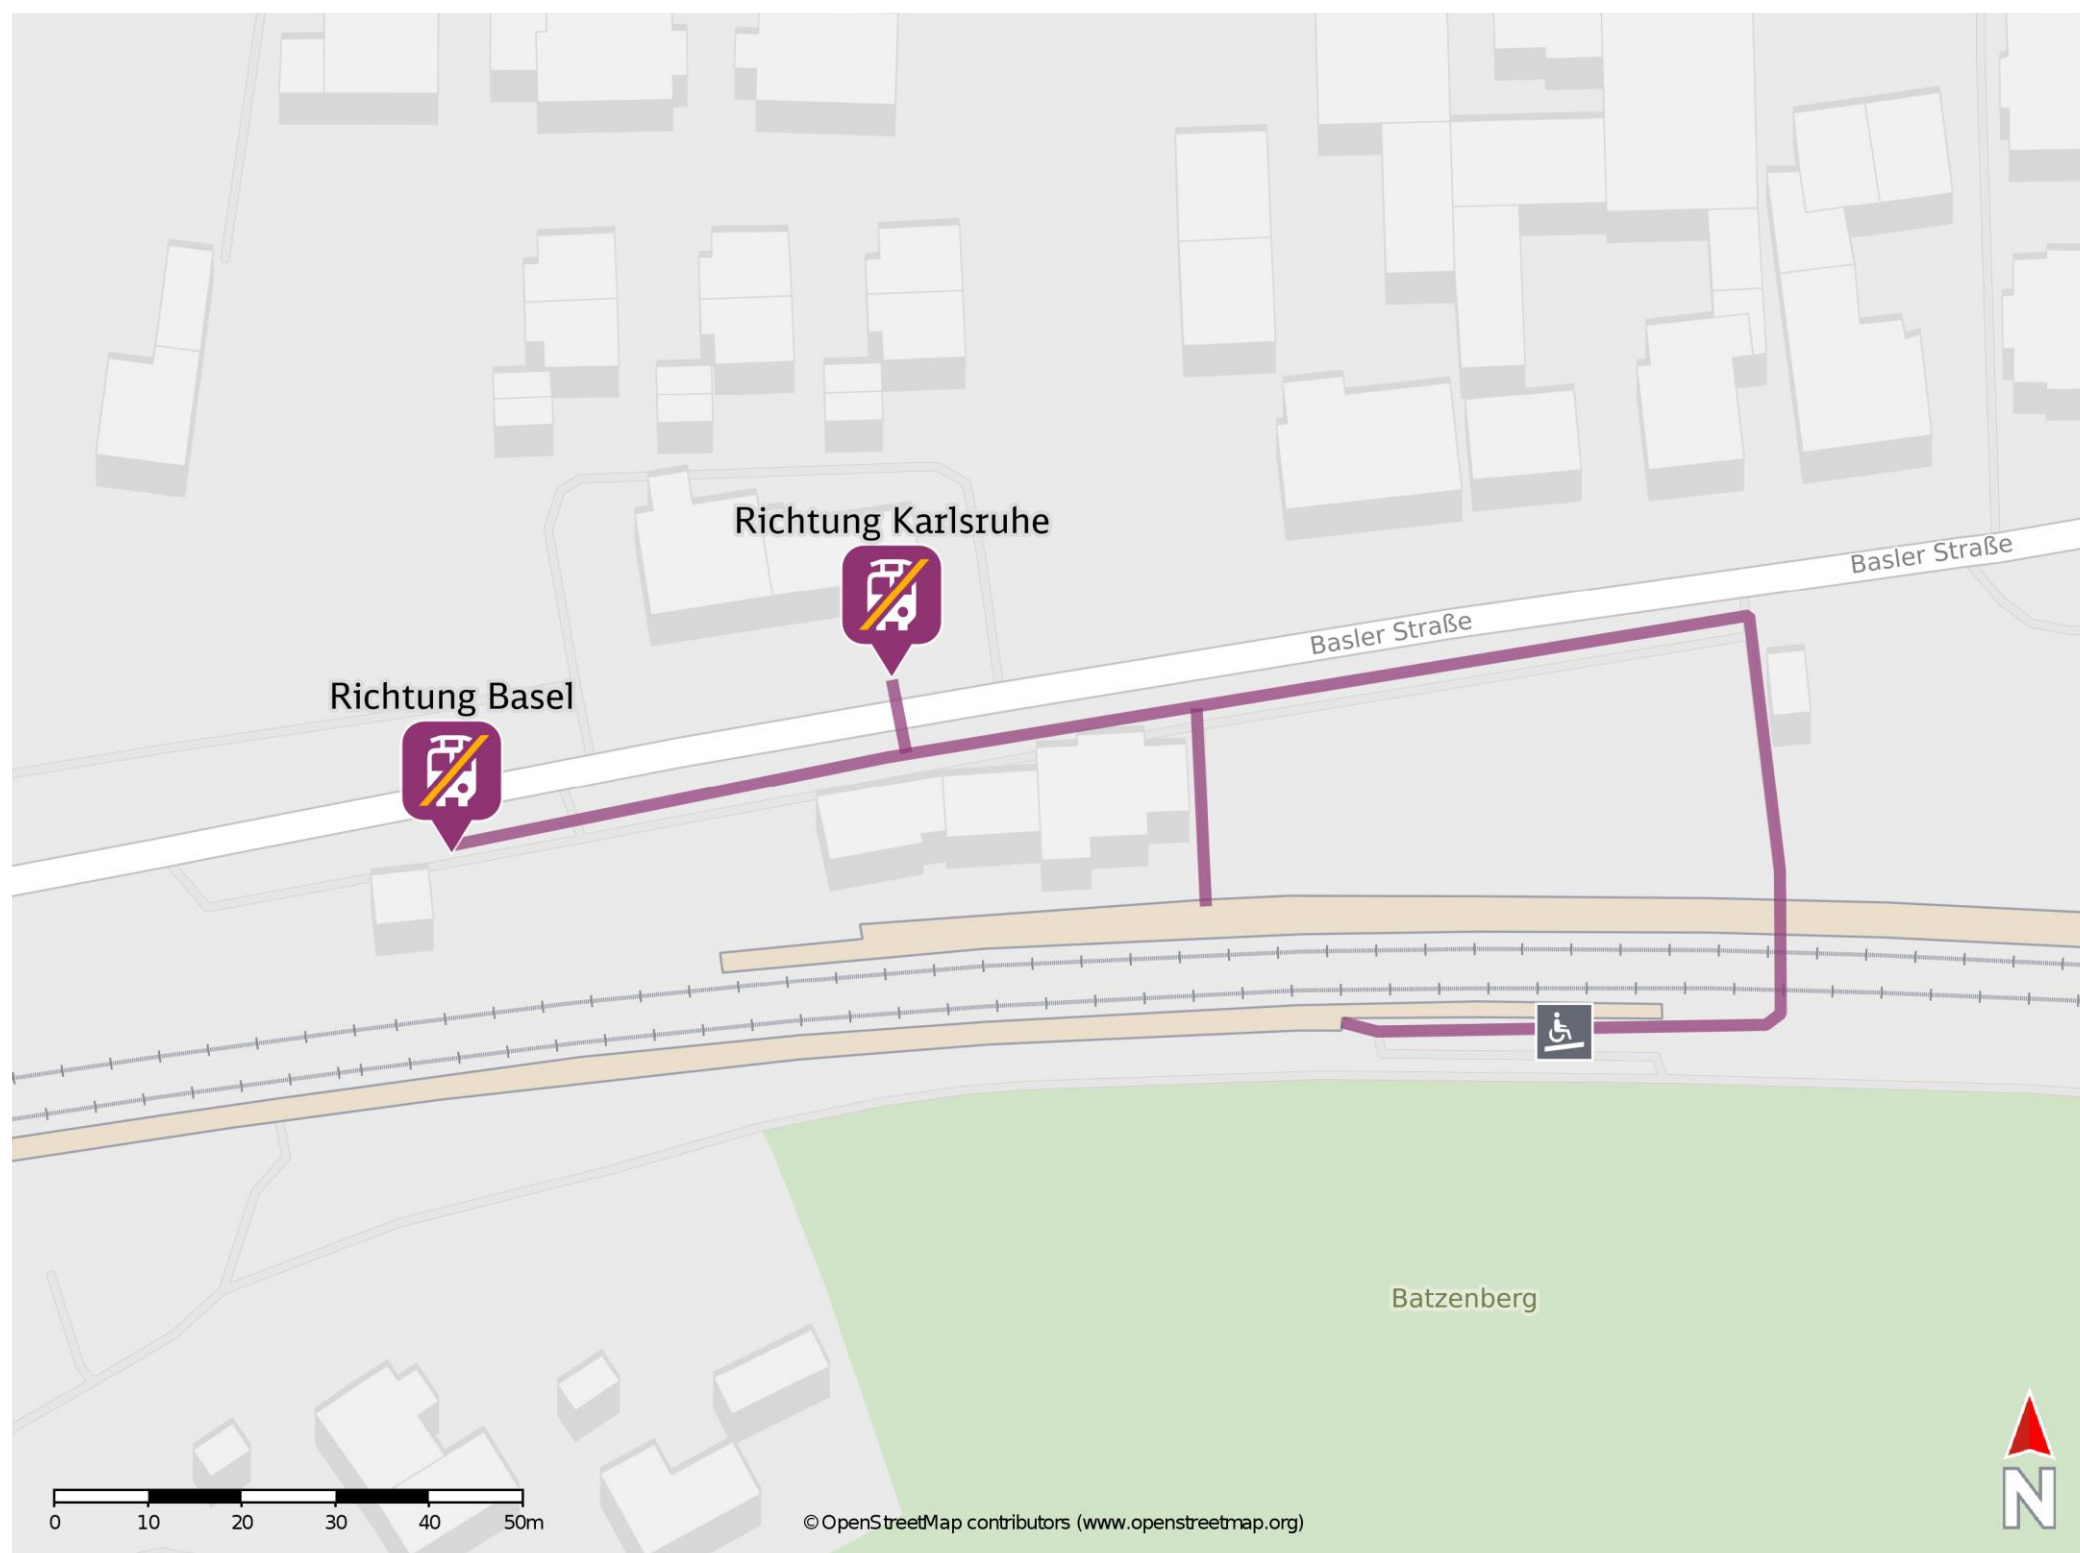 Richtung Karlsruhe
Basler Straße
Basler Straße
Richtung Basel
Batzenberg
N
0 10 20 30 40 50m
© OpenStreetMap contributors (www.openstreetmap.org)